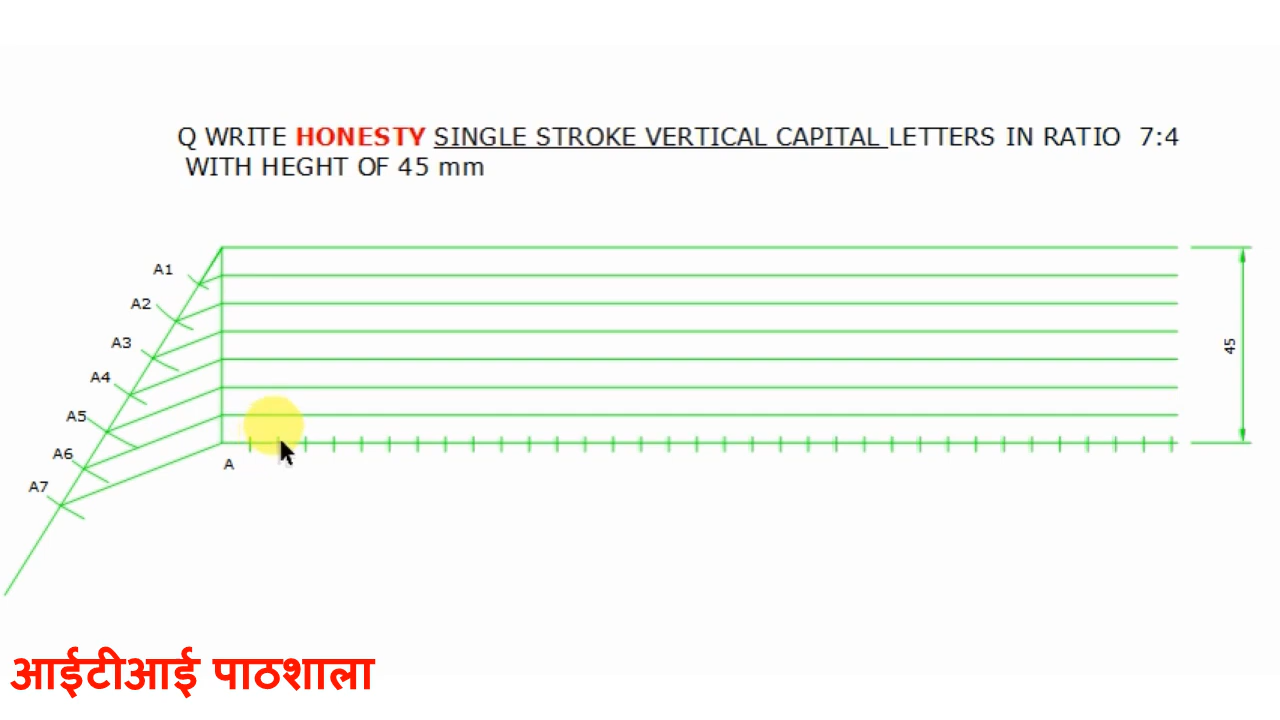 Q WRITE HONESTY SINGLE STROKE VERTICAL CAPITAL LETTERS IN RATIO 7:4
WITH HEGHT OF 45 mm
A1
A2
A3
A4
A5
A6
A7
A
45
आईटीआई पाठशाला